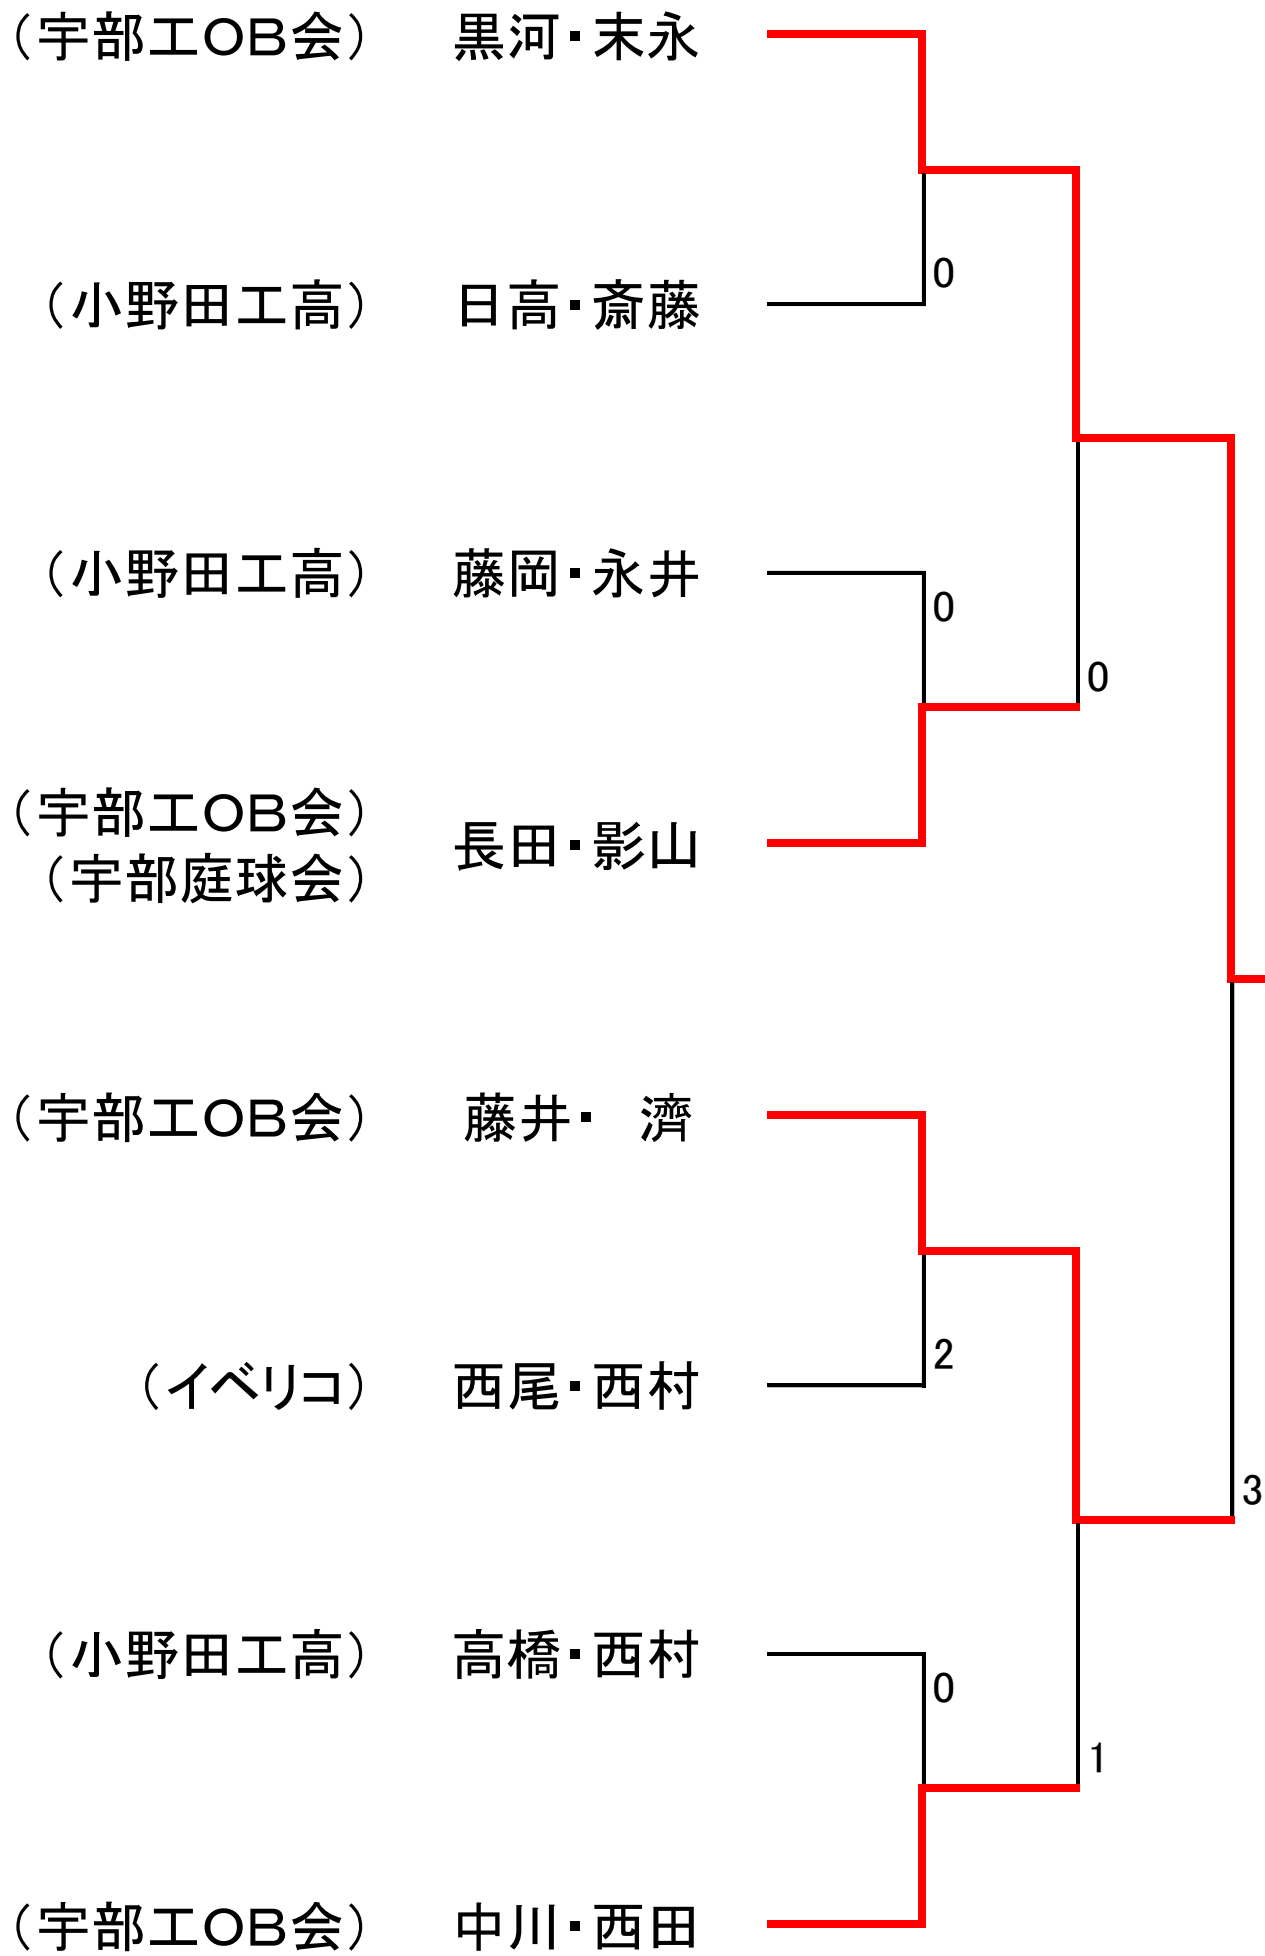 （宇部工ＯＢ会） 黒河・末永
0
（小野田工高） 日高・斎藤
（小野田工高） 藤岡・永井
0
0
（宇部工ＯＢ会）
（宇部庭球会） 長田・影山
（宇部工ＯＢ会） 藤井・　濟
2
（イベリコ） 西尾・西村
3
（小野田工高） 高橋・西村
0
1
（宇部工ＯＢ会） 中川・西田